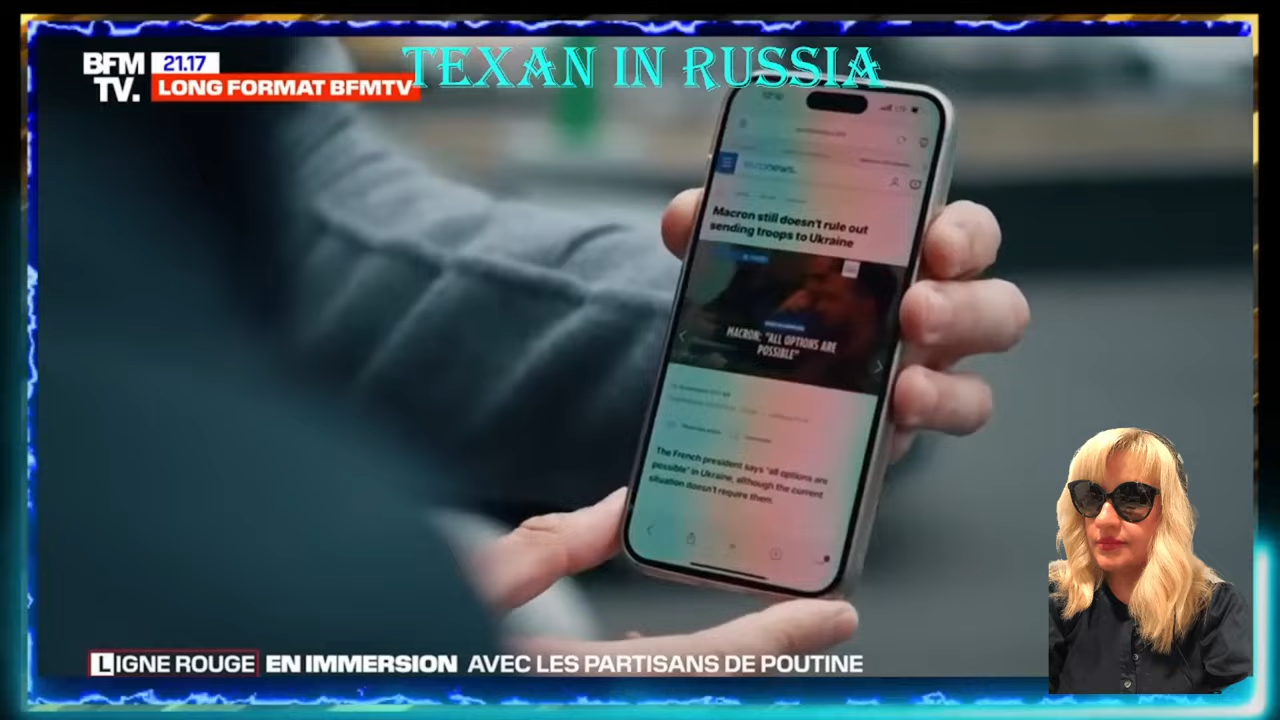 TEXAN IN RUSSIA
BFM TV.
21.17
LONG FORMAT BFMTV
euronews.
Macron still doesn't rule out
sending troops to Ukraine
MACRON: "ALL OPTIONS ARE
POSSIBLE"
The French president says "all options are
possible" in Ukraine, although the current
situation doesn't require them.
LIGNE ROUGE EN IMMERSION AVEC LES PARTISANS DE POUTINE